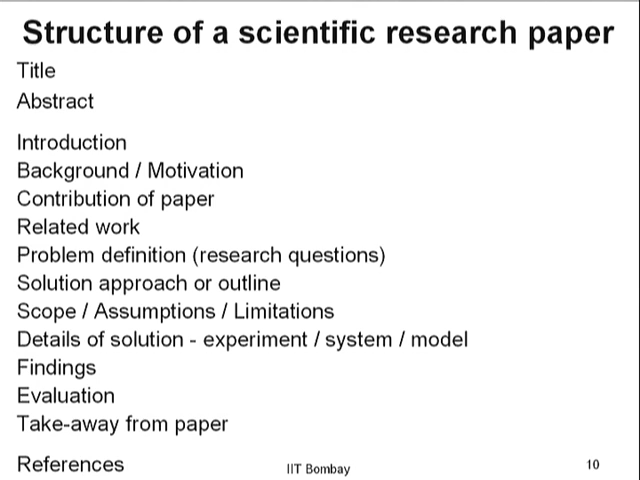 Structure of a scientific research paper
Title
Abstract
Introduction
Background / Motivation
Contribution of paper
Related work
Problem definition (research questions)
Solution approach or outline
Scope / Assumptions / Limitations
Details of solution - experiment / system / model
Findings
Evaluation
Take-away from paper
References
IIT Bombay
10